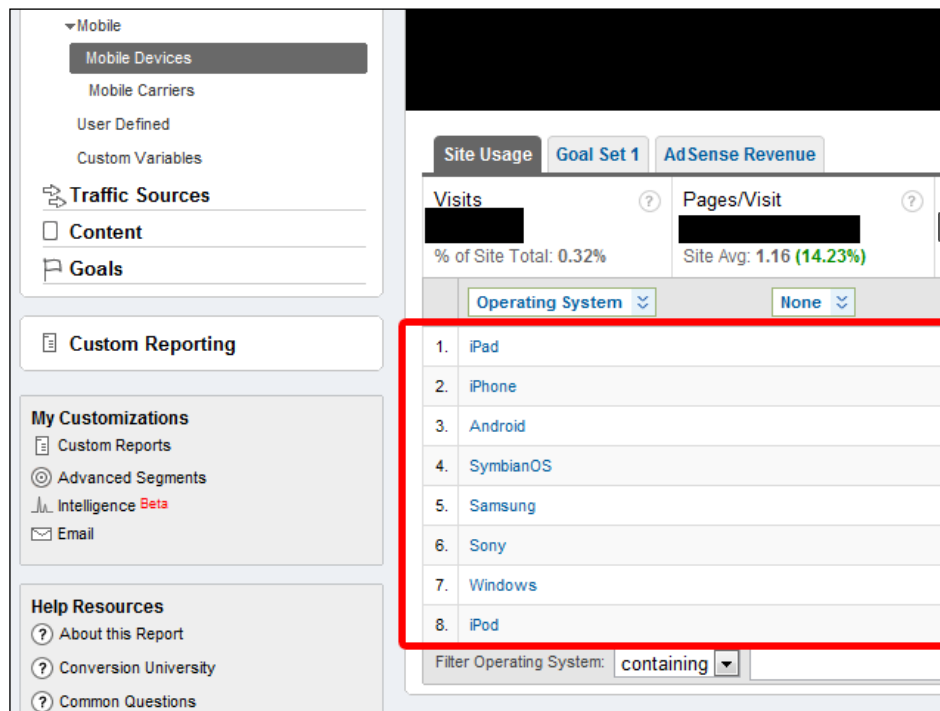 Mobile
Mobile Devices
Mobile Carriers
User Defined
Custom Variables
Traffic Sources
Content
Goals
Custom Reporting
My Customizations
Custom Reports
Advanced Segments
Intelligence Beta
Email
Help Resources
? About this Report
? Conversion University
? Common Questions
Site Usage Goal Set 1 AdSense Revenue
Visits ? Pages/Visit ?
% of Site Total: 0.32% Site Avg: 1.16 (14.23%)
Operating System None
1. iPad
2. iPhone
3. Android
4. SymbianOS
5. Samsung
6. Sony
7. Windows
8. iPod
Filter Operating System: containing